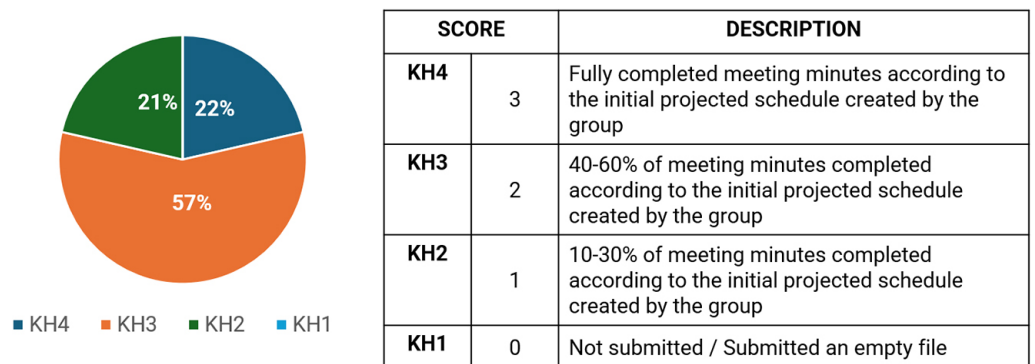 21%
22%
57%
KH4 KH3 KH2 KH1
SCORE DESCRIPTION
KH4 3 Fully completed meeting minutes according to
the initial projected schedule created by the
group
KH3 2 40-60% of meeting minutes completed
according to the initial projected schedule
created by the group
KH2 1 10-30% of meeting minutes completed
according to the initial projected schedule
created by the group
KH1 0 Not submitted / Submitted an empty file